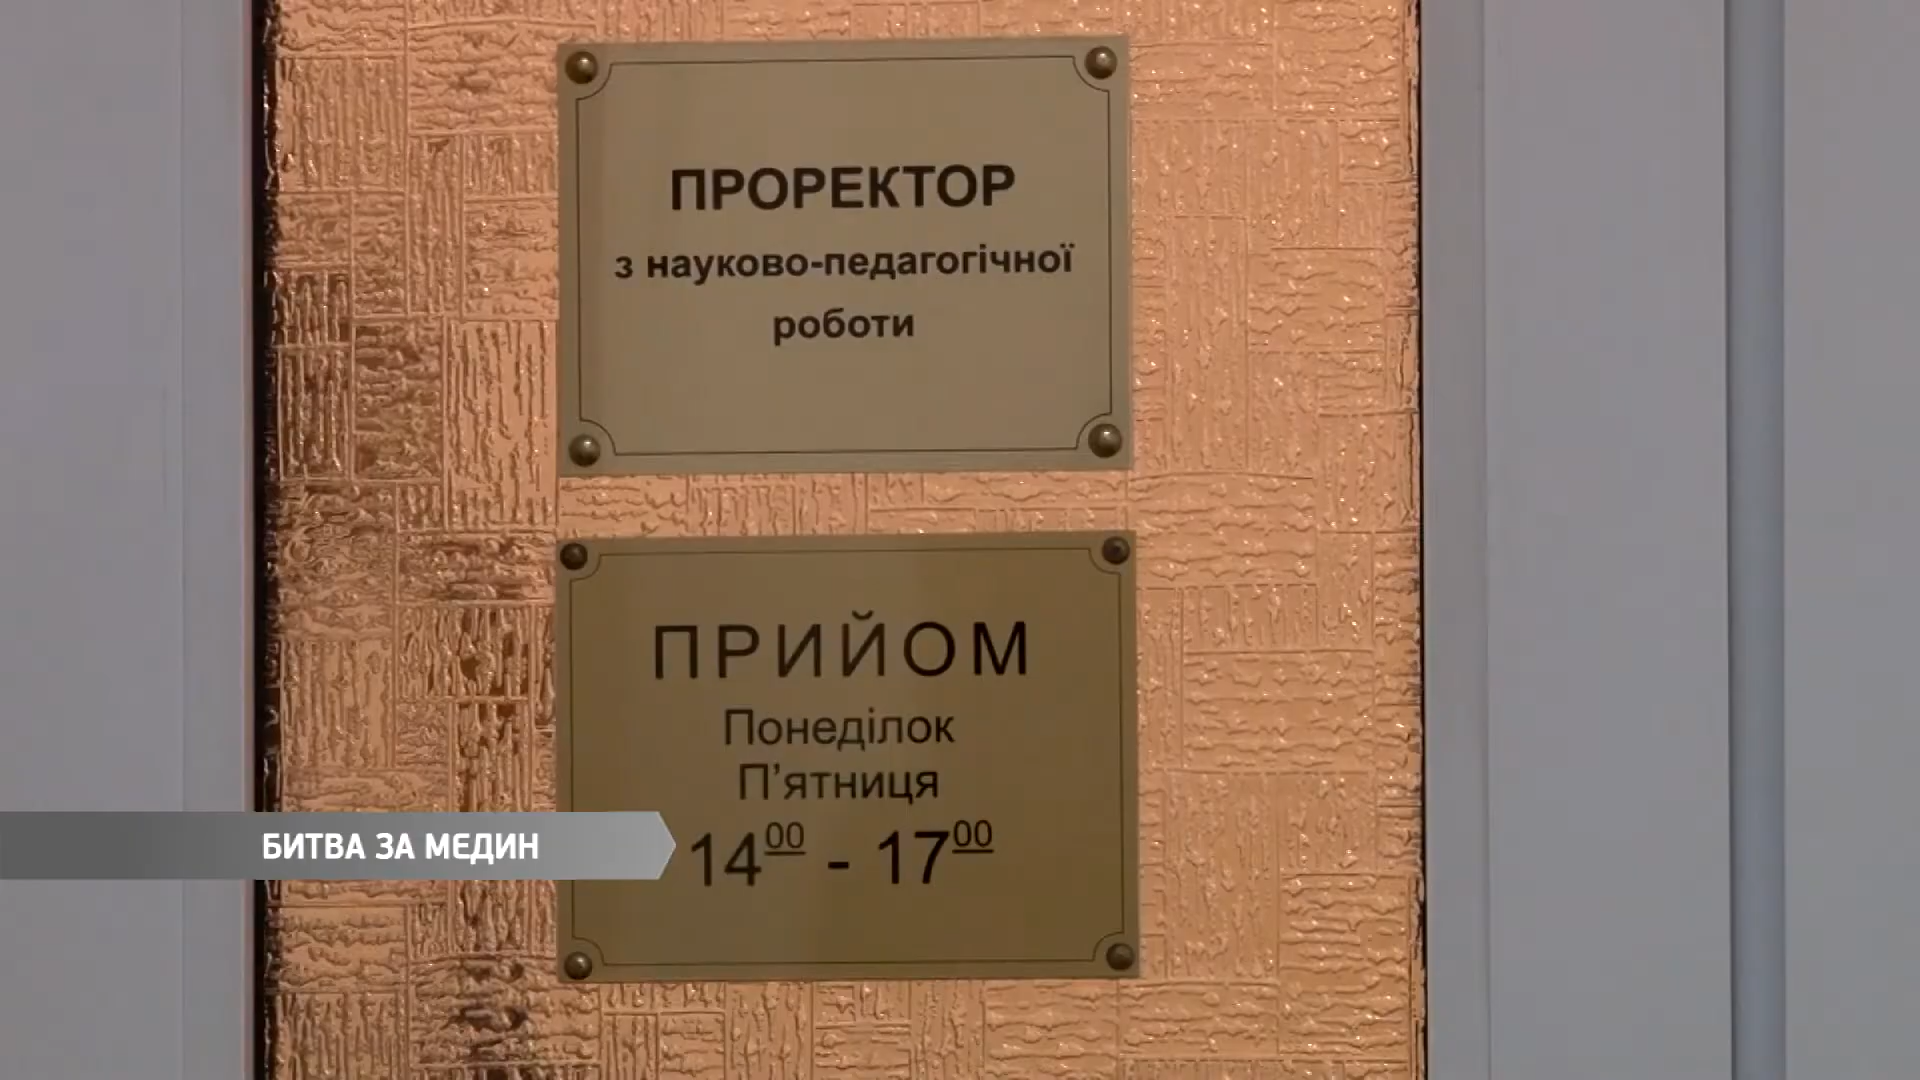 ПРОРЕКТОР
з науково-педагогічної
роботи
ПРИЙОМ
Понеділок
П’ятниця
14⁰⁰ - 17⁰⁰
БИТВА ЗА МЕДИН